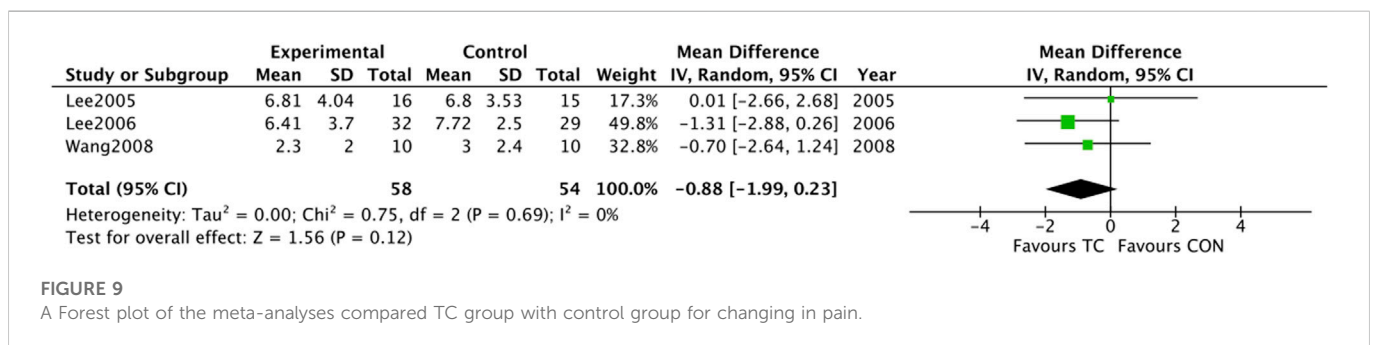 Experimental Control Mean Difference Mean Difference
Study or Subgroup Mean SD Total Mean SD Total Weight IV, Random, 95% CI Year IV, Random, 95% CI
Lee2005 6.81 4.04 16 6.8 3.53 15 17.3% 0.01 [−2.66, 2.68] 2005
Lee2006 6.41 3.7 32 7.72 2.5 29 49.8% −1.31 [−2.88, 0.26] 2006
Wang2008 2.3 2 10 3 2.4 10 32.8% −0.70 [−2.64, 1.24] 2008
Total (95% CI) 58 54 100.0% −0.88 [−1.99, 0.23]
Heterogeneity: Tau² = 0.00; Chi² = 0.75, df = 2 (P = 0.69); I² = 0%
Test for overall effect: Z = 1.56 (P = 0.12)
−4 −2 0 2 4
Favours TC Favours CON
FIGURE 9
A Forest plot of the meta-analyses compared TC group with control group for changing in pain.